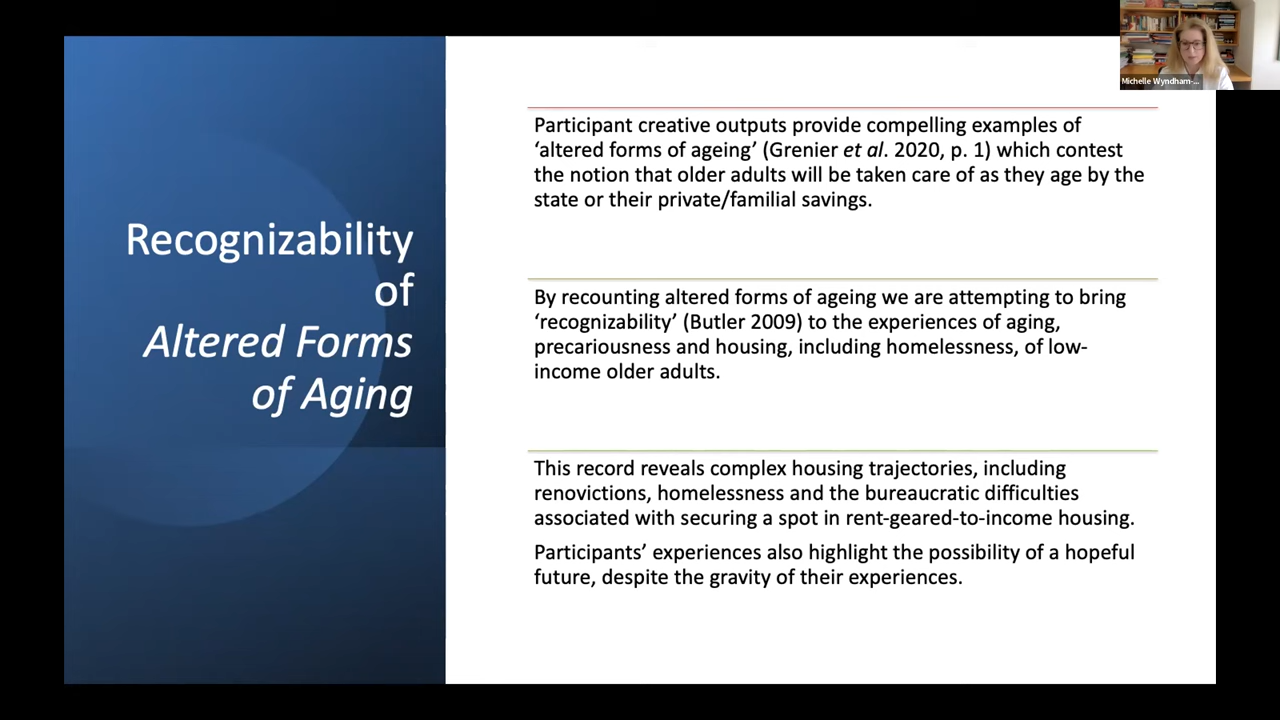 Michelle Wyndham-...
Recognizability
of
Altered Forms
of Aging
Participant creative outputs provide compelling examples of
‘altered forms of ageing’ (Grenier et al. 2020, p. 1) which contest
the notion that older adults will be taken care of as they age by the
state or their private/familial savings.
By recounting altered forms of ageing we are attempting to bring
‘recognizability’ (Butler 2009) to the experiences of aging,
precariousness and housing, including homelessness, of low-
income older adults.
This record reveals complex housing trajectories, including
renovictions, homelessness and the bureaucratic difficulties
associated with securing a spot in rent-geared-to-income housing.
Participants’ experiences also highlight the possibility of a hopeful
future, despite the gravity of their experiences.